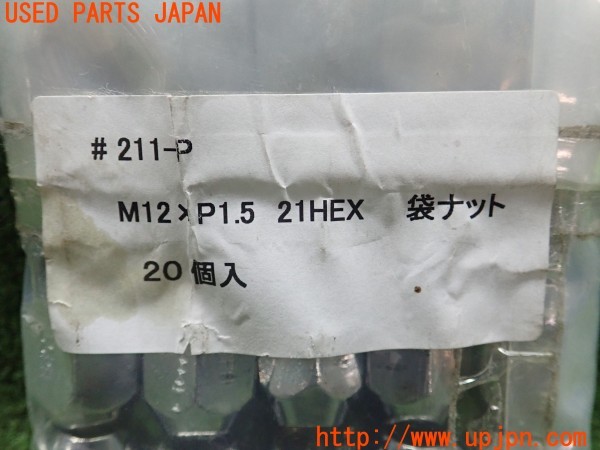 USED PARTS JAPAN
#211-P
M12×P1.5 21HEX 袋ナット
20個入
http://www.upjpn.com